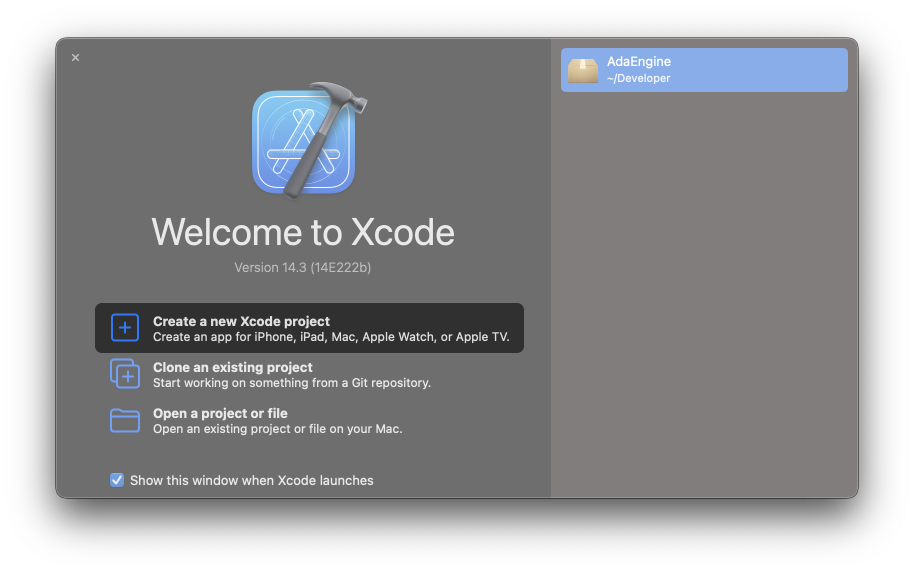 Welcome to Xcode
Version 14.3 (14E222b)
Create a new Xcode project
Create an app for iPhone, iPad, Mac, Apple Watch, or Apple TV.
Clone an existing project
Start working on something from a Git repository.
Open a project or file
Open an existing project or file on your Mac.
Show this window when Xcode launches
AdaEngine
~/Developer